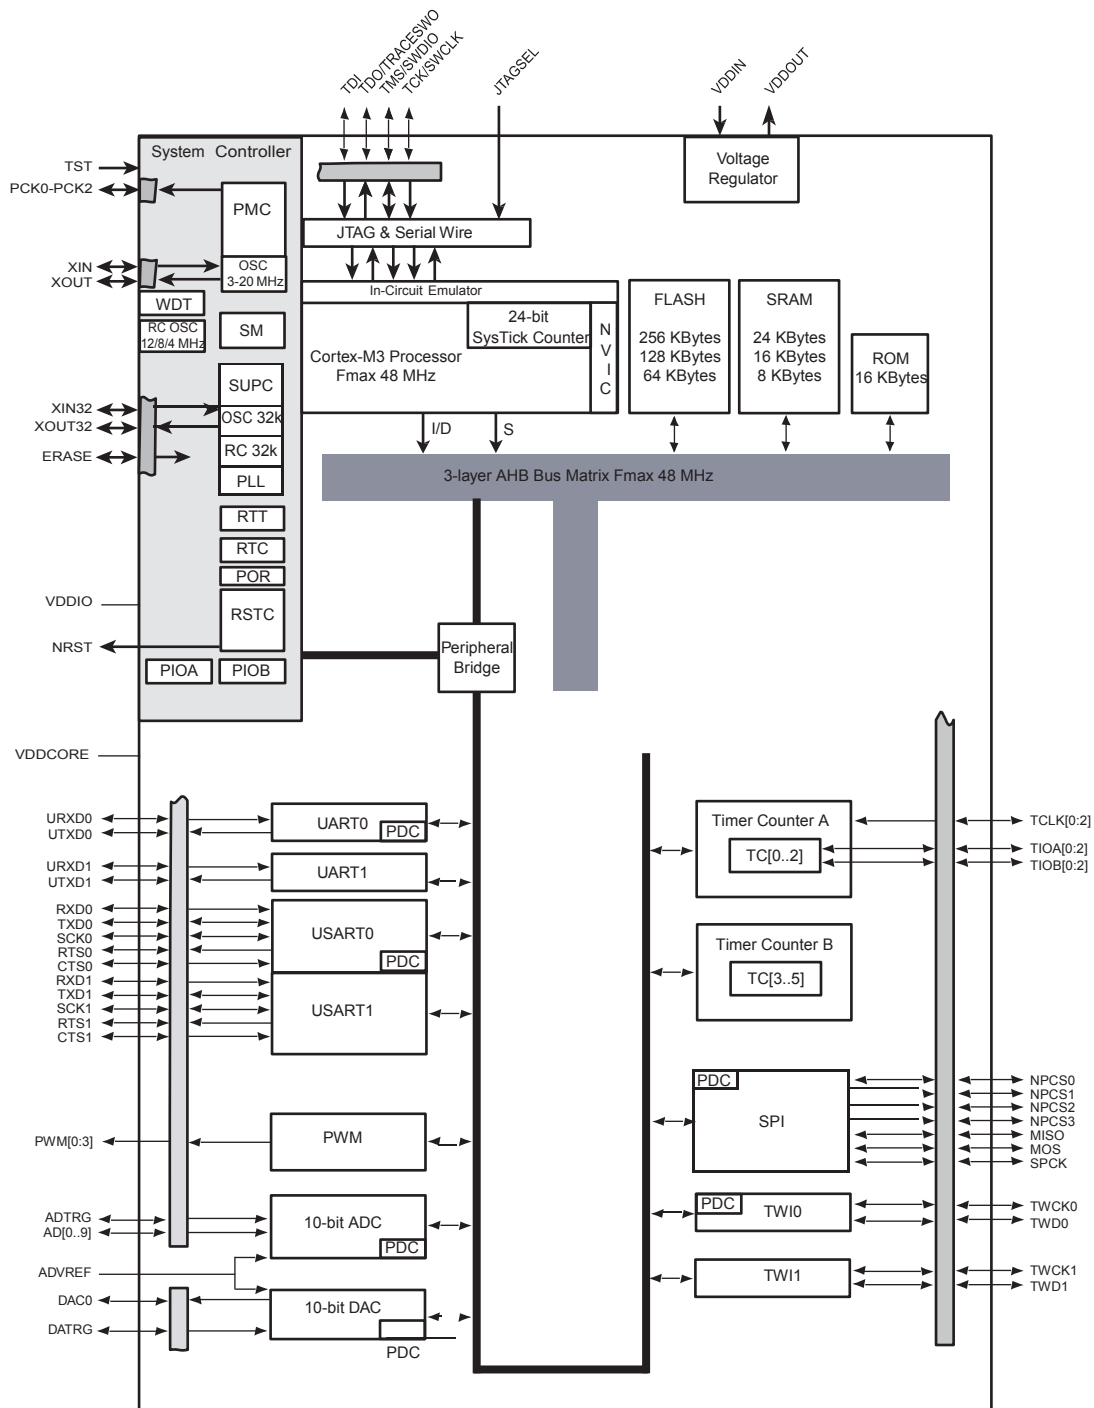 TDI
TDO/TRACESWO
TMS/SWDIO
TCK/SWCLK
JTAGSEL
VDDIN
VDDOUT
System Controller
TST
PCK0-PCK2
PMC
Voltage
Regulator
JTAG & Serial Wire
XIN
XOUT
OSC
3-20 MHz
WDT
RC OSC
12/8/4 MHz
SM
In-Circuit Emulator
24-bit
SysTick Counter
N
V
I
C
Cortex-M3 Processor
Fmax 48 MHz
FLASH
256 KBytes
128 KBytes
64 KBytes
SRAM
24 KBytes
16 KBytes
8 KBytes
ROM
16 KBytes
SUPC
XIN32
XOUT32
OSC 32k
ERASE
RC 32k
PLL
I/D
S
3-layer AHB Bus Matrix Fmax 48 MHz
RTT
RTC
POR
VDDIO
RSTC
NRST
PIOA
PIOB
Peripheral
Bridge
VDDCORE
URXD0
UTXD0
UART0
PDC
URXD1
UTXD1
UART1
RXD0
TXD0
SCK0
RTS0
CTS0
USART0
PDC
RXD1
TXD1
SCK1
RTS1
CTS1
USART1
PWM[0:3]
PWM
ADTRG
AD[0..9]
10-bit ADC
PDC
ADVREF
DAC0
DATRG
10-bit DAC
PDC
Timer Counter A
TC[0..2]
TCLK[0:2]
TIOA[0:2]
TIOB[0:2]
Timer Counter B
TC[3..5]
PDC
SPI
NPCS0
NPCS1
NPCS2
NPCS3
MISO
MOS
SPCK
PDC
TWI0
TWCK0
TWD0
TWI1
TWCK1
TWD1